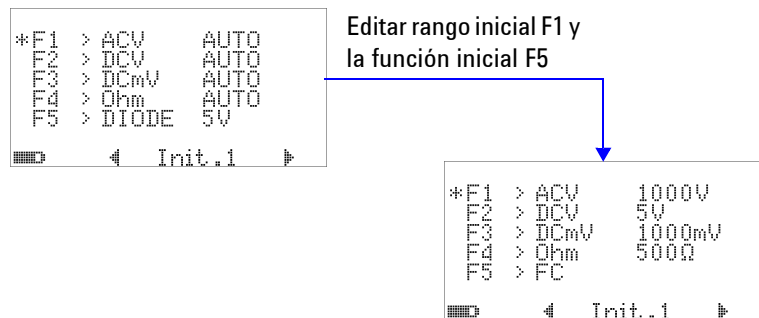 *F1 > ACV AUTO
F2 > DCV AUTO
F3 > DCmV AUTO
F4 > Ohm AUTO
F5 > DIODE 5V
Init..1
Editar rango inicial F1 y
la función inicial F5
*F1 > ACV 1000V
F2 > DCV 5V
F3 > DCmV 1000mV
F4 > Ohm 500Ω
F5 > FC
Init..1